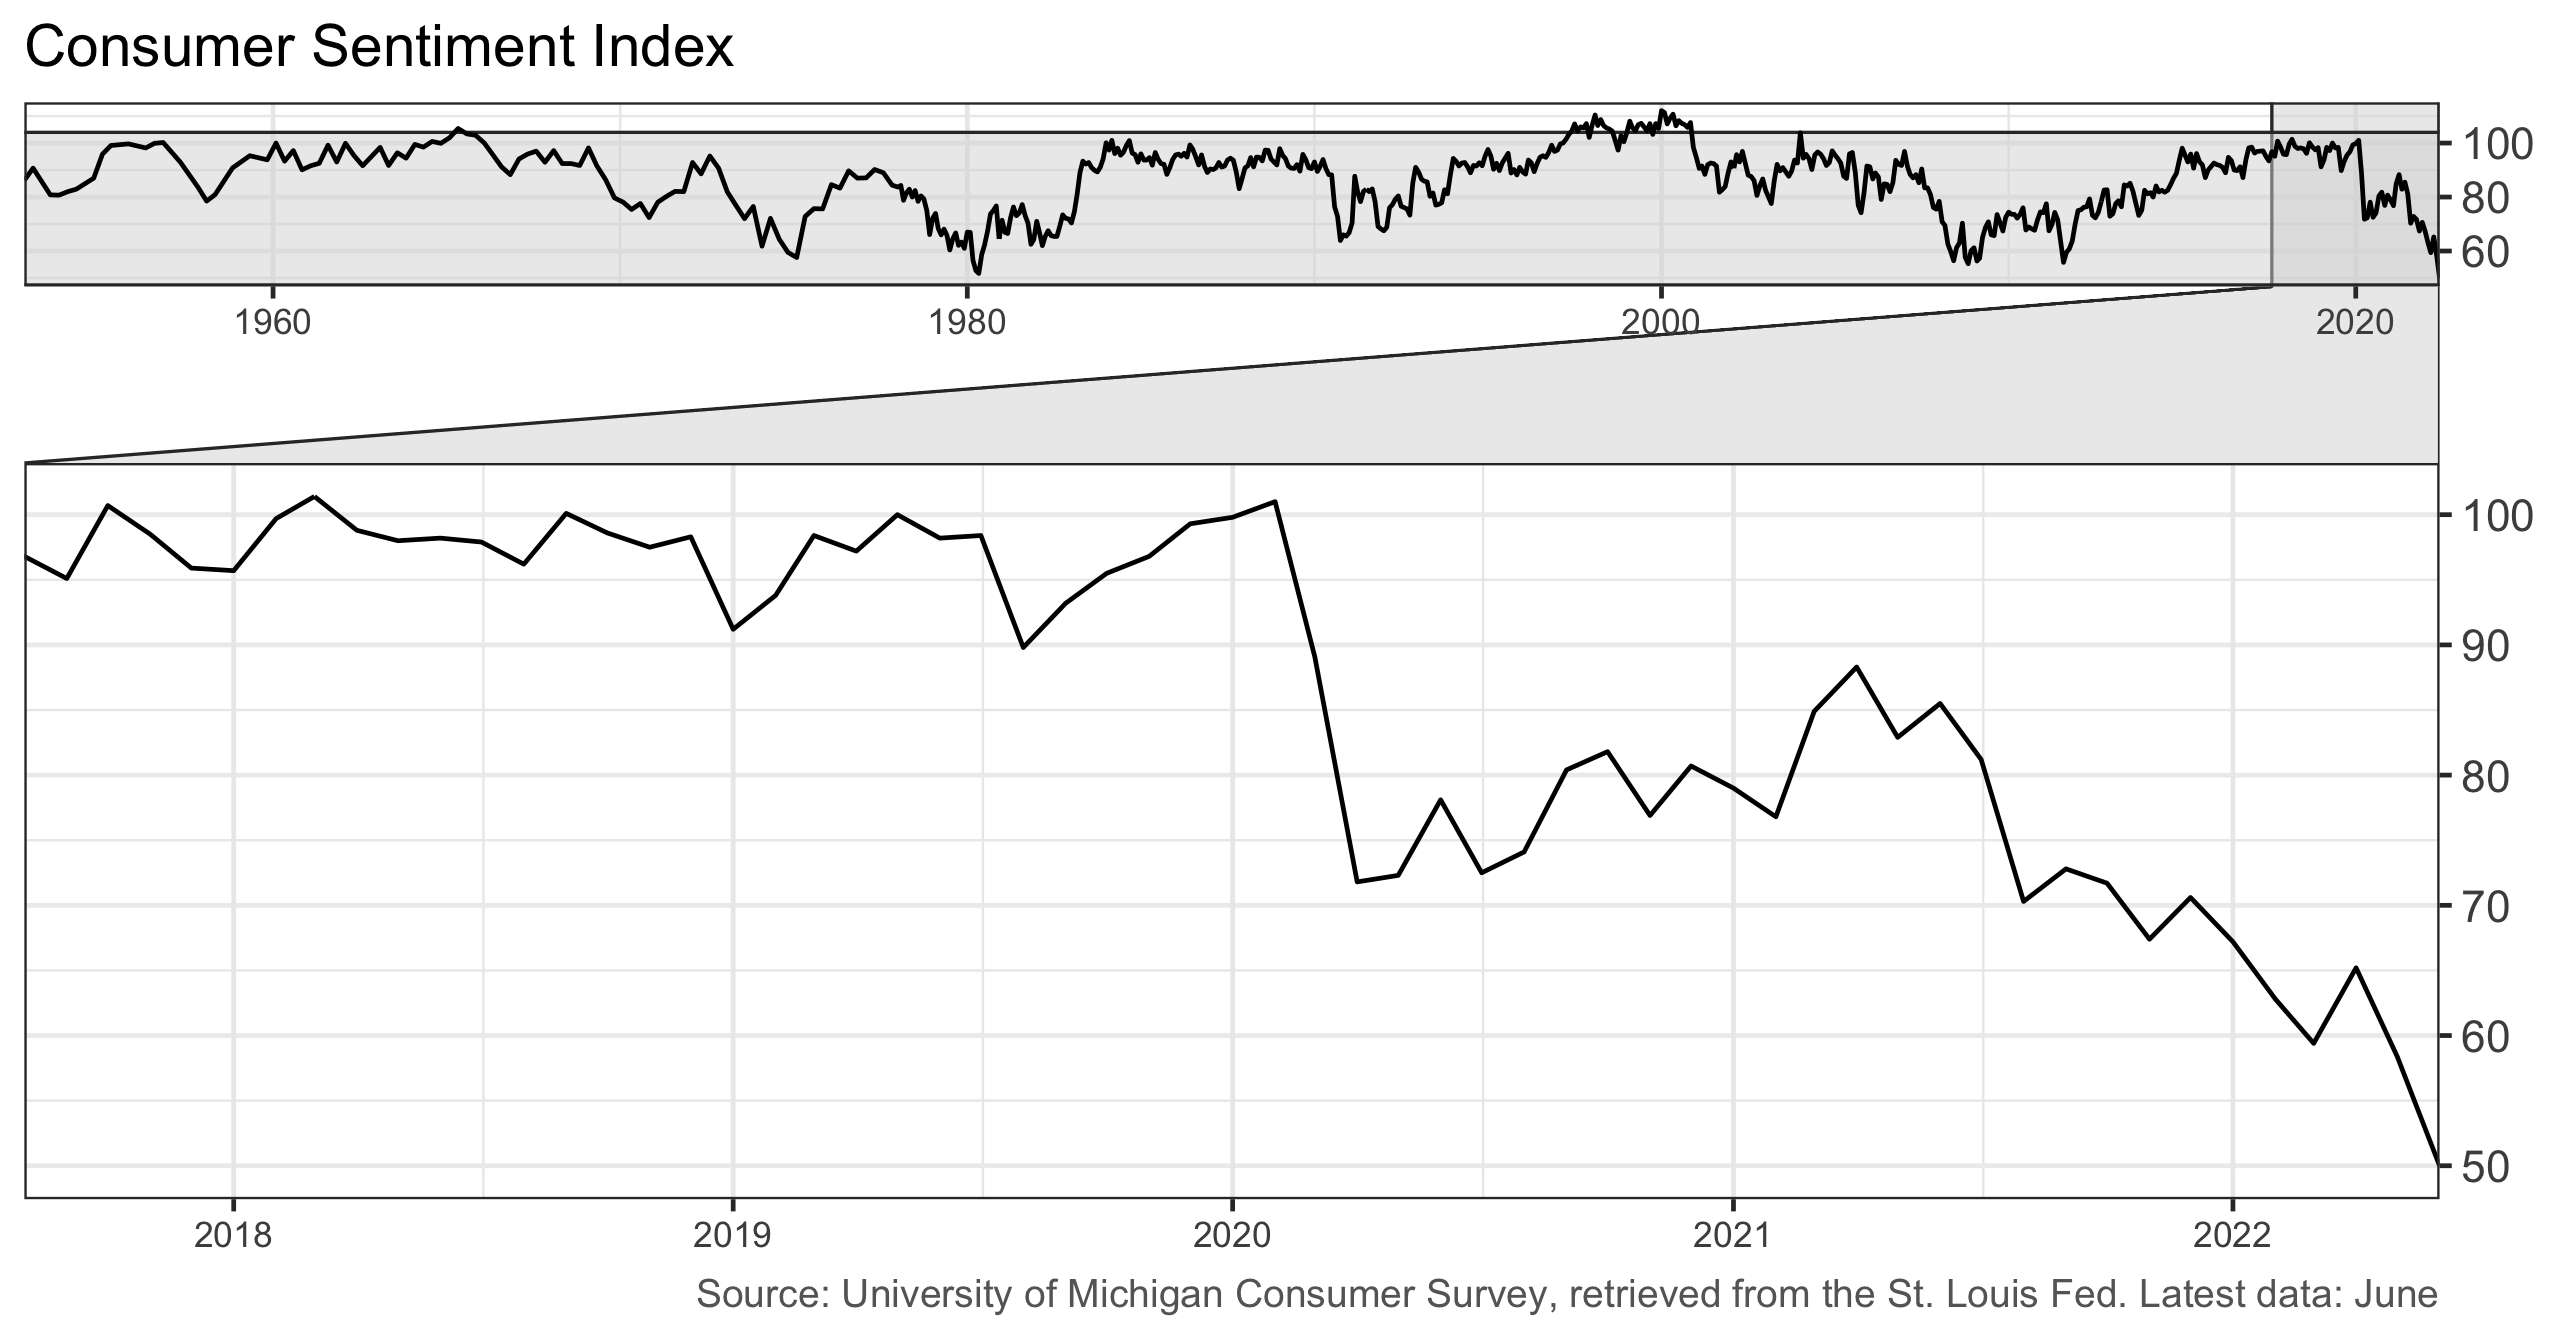 Consumer Sentiment Index
100
80
60
1960 1980 2000 2020
100
90
80
70
60
50
2018 2019 2020 2021 2022
Source: University of Michigan Consumer Survey, retrieved from the St. Louis Fed. Latest data: June